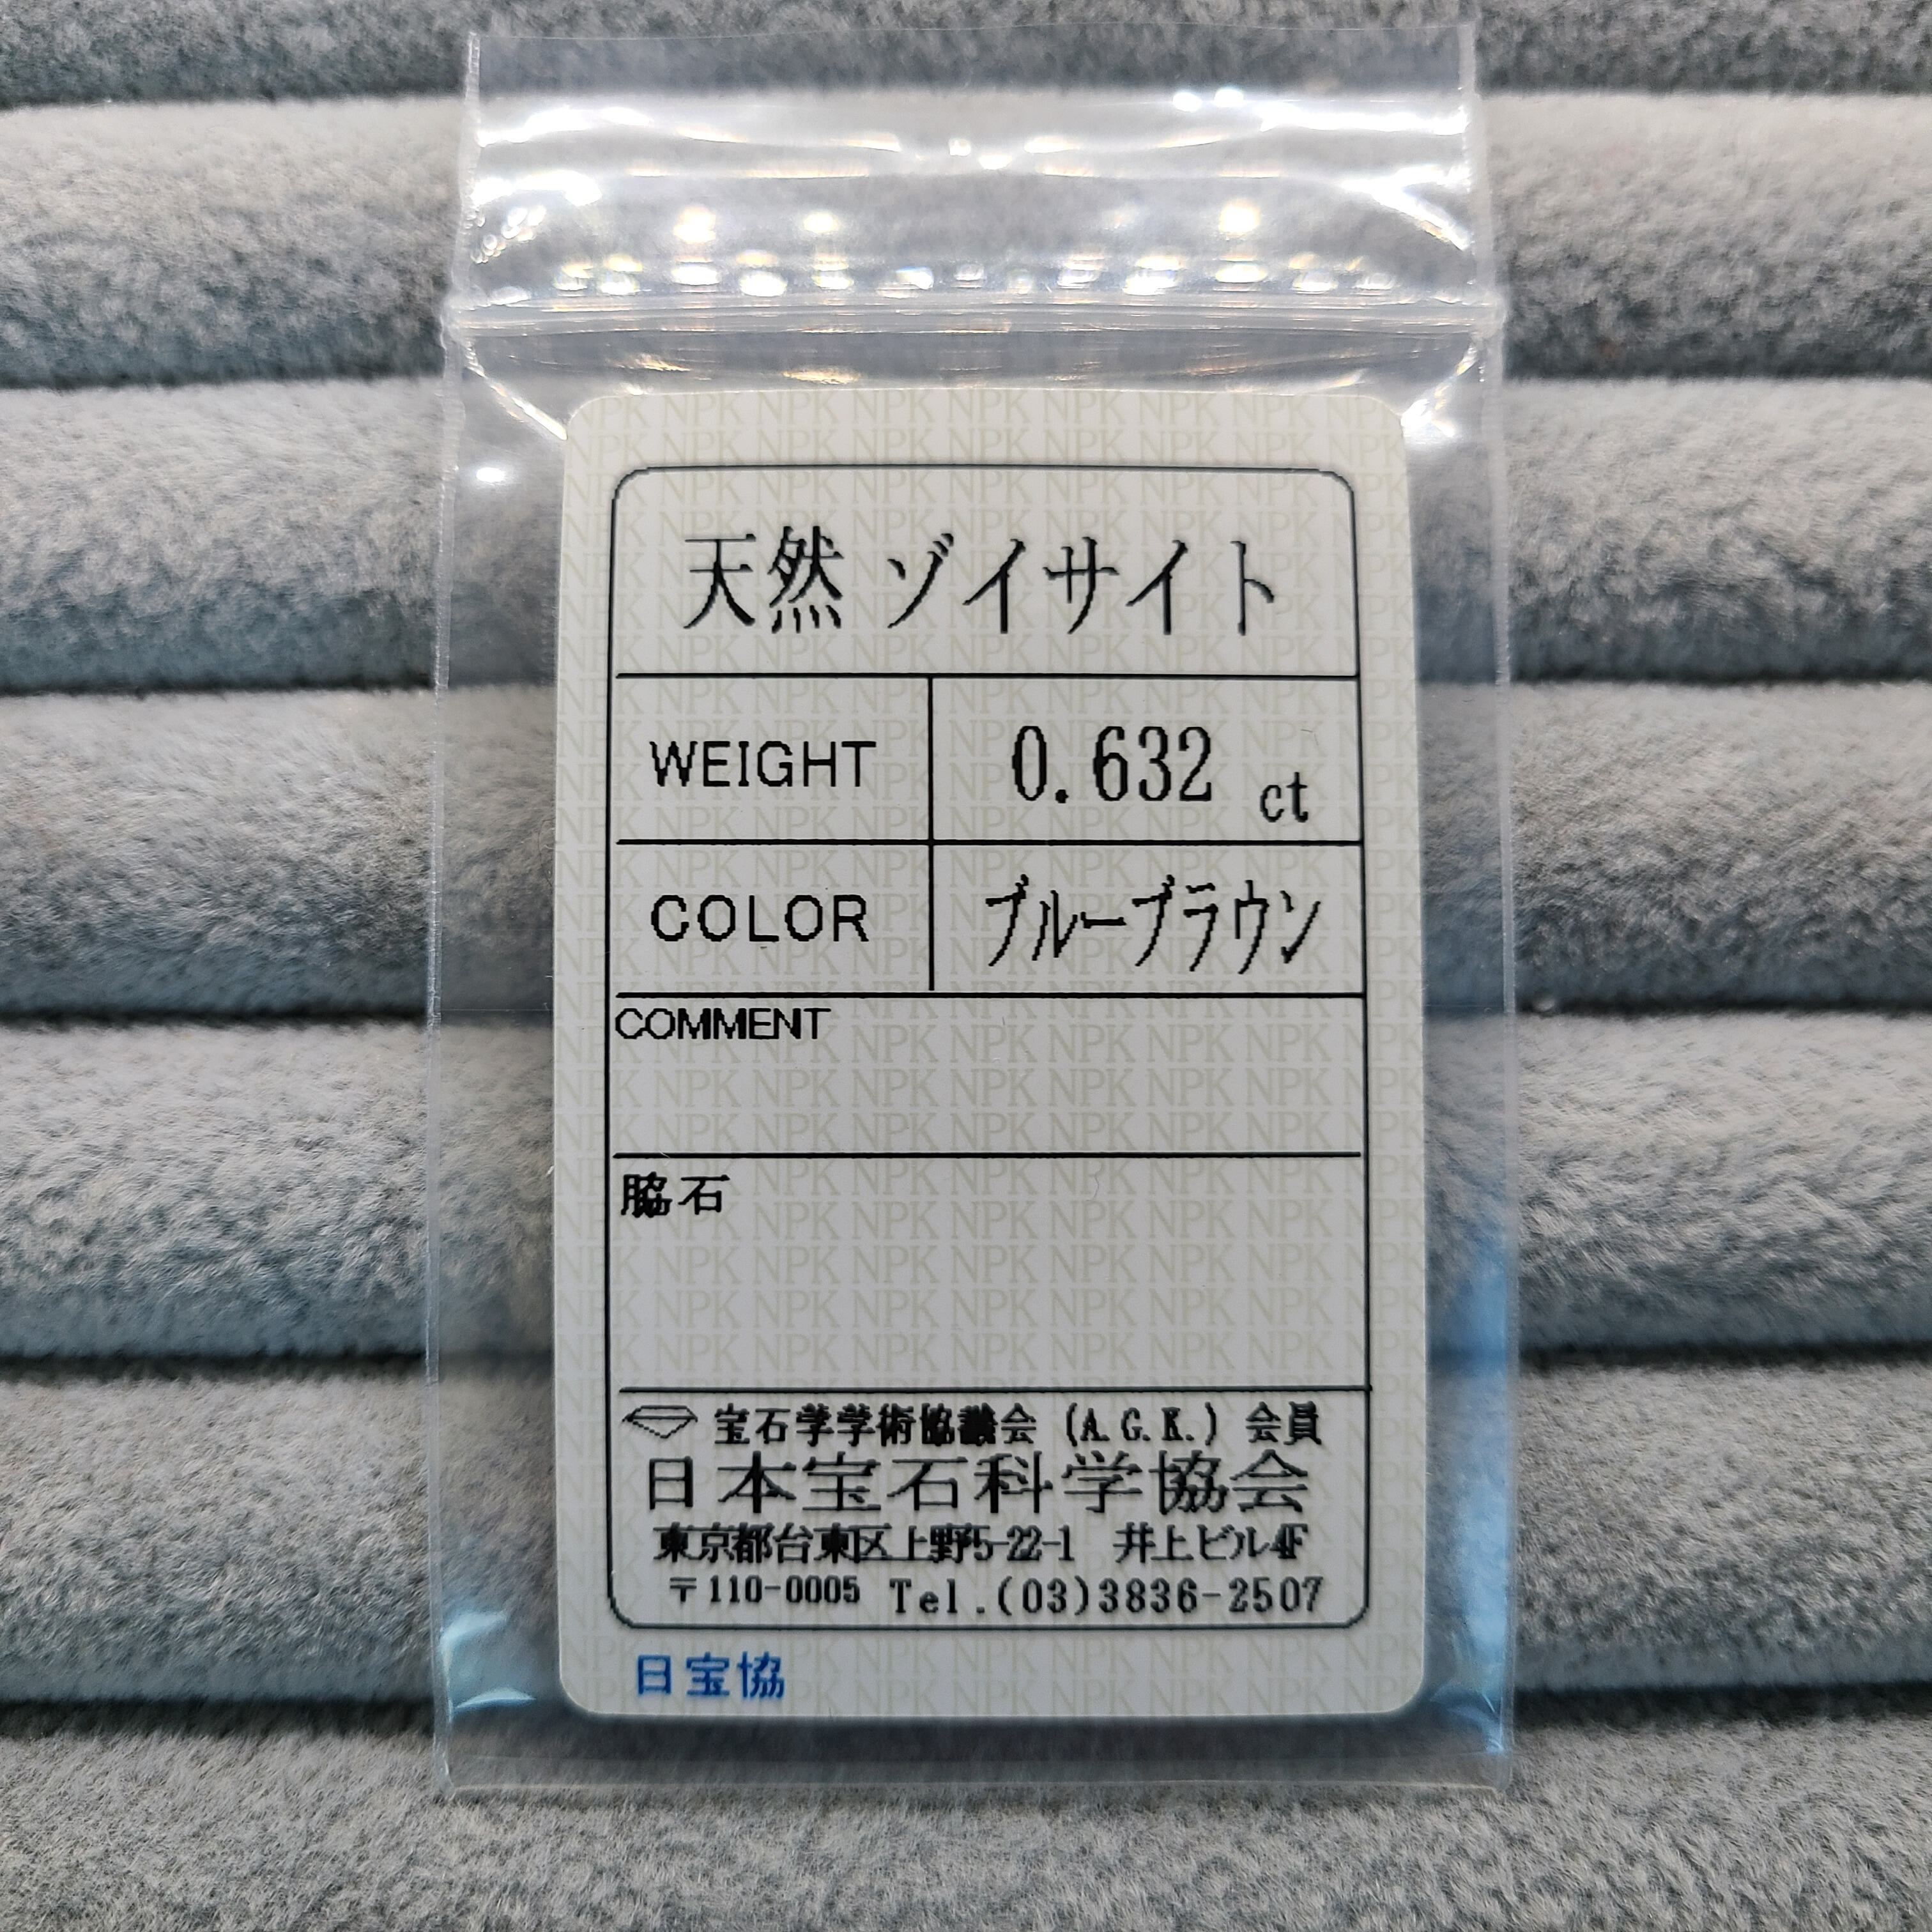 天然 ゾイサイト
WEIGHT 0.632 ct
COLOR ブルーブラウン
COMMENT
脇石
宝石学学術協議会 (A.G.K.) 会員
日本宝石科学協会
東京都台東区上野5-22-1 井上ビル4F
〒110-0005 Tel.(03)3836-2507
日宝協